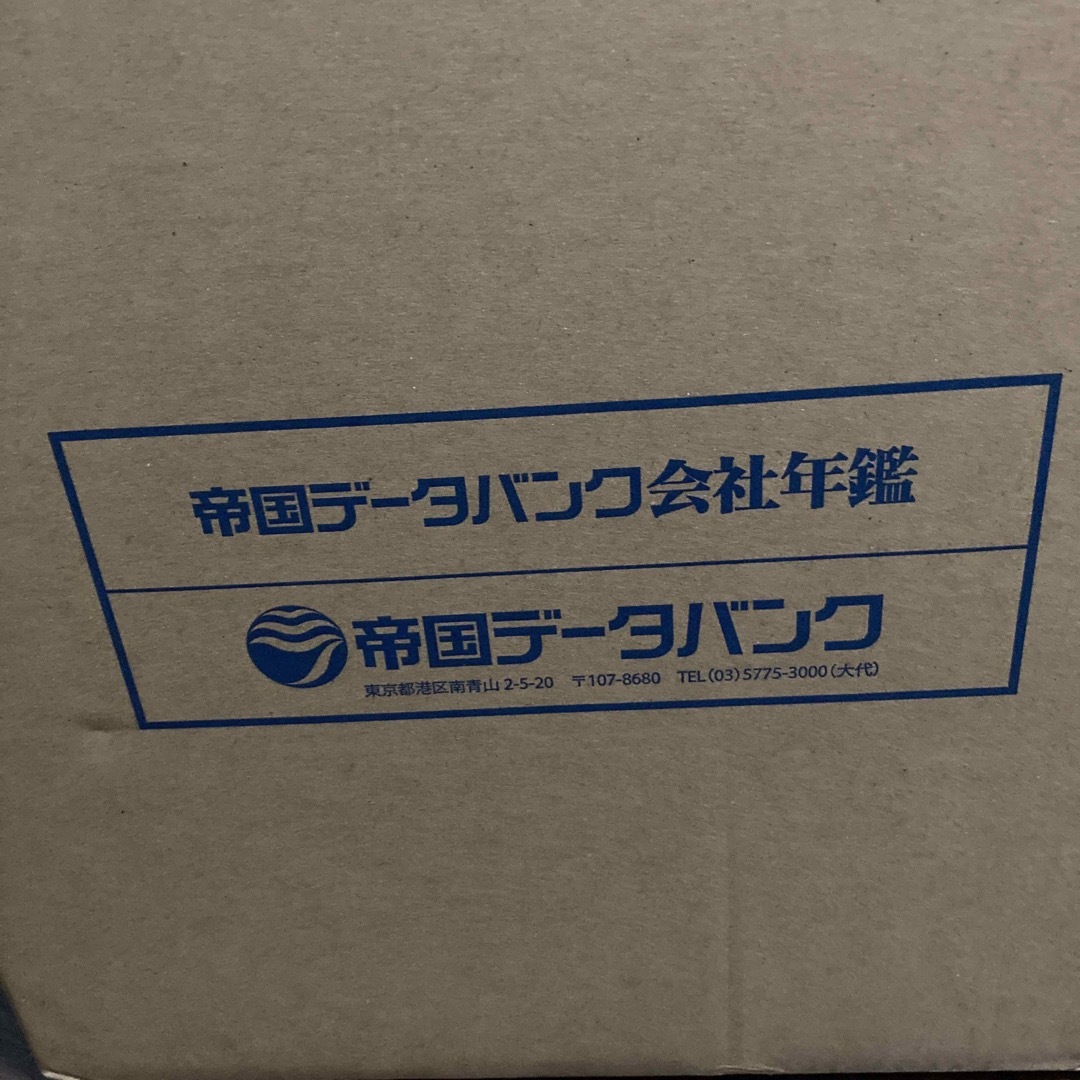 帝国データバンク会社年鑑
帝国データバンク
東京都港区南青山 2-5-20 〒107-8680 TEL(03)5775-3000(大代)